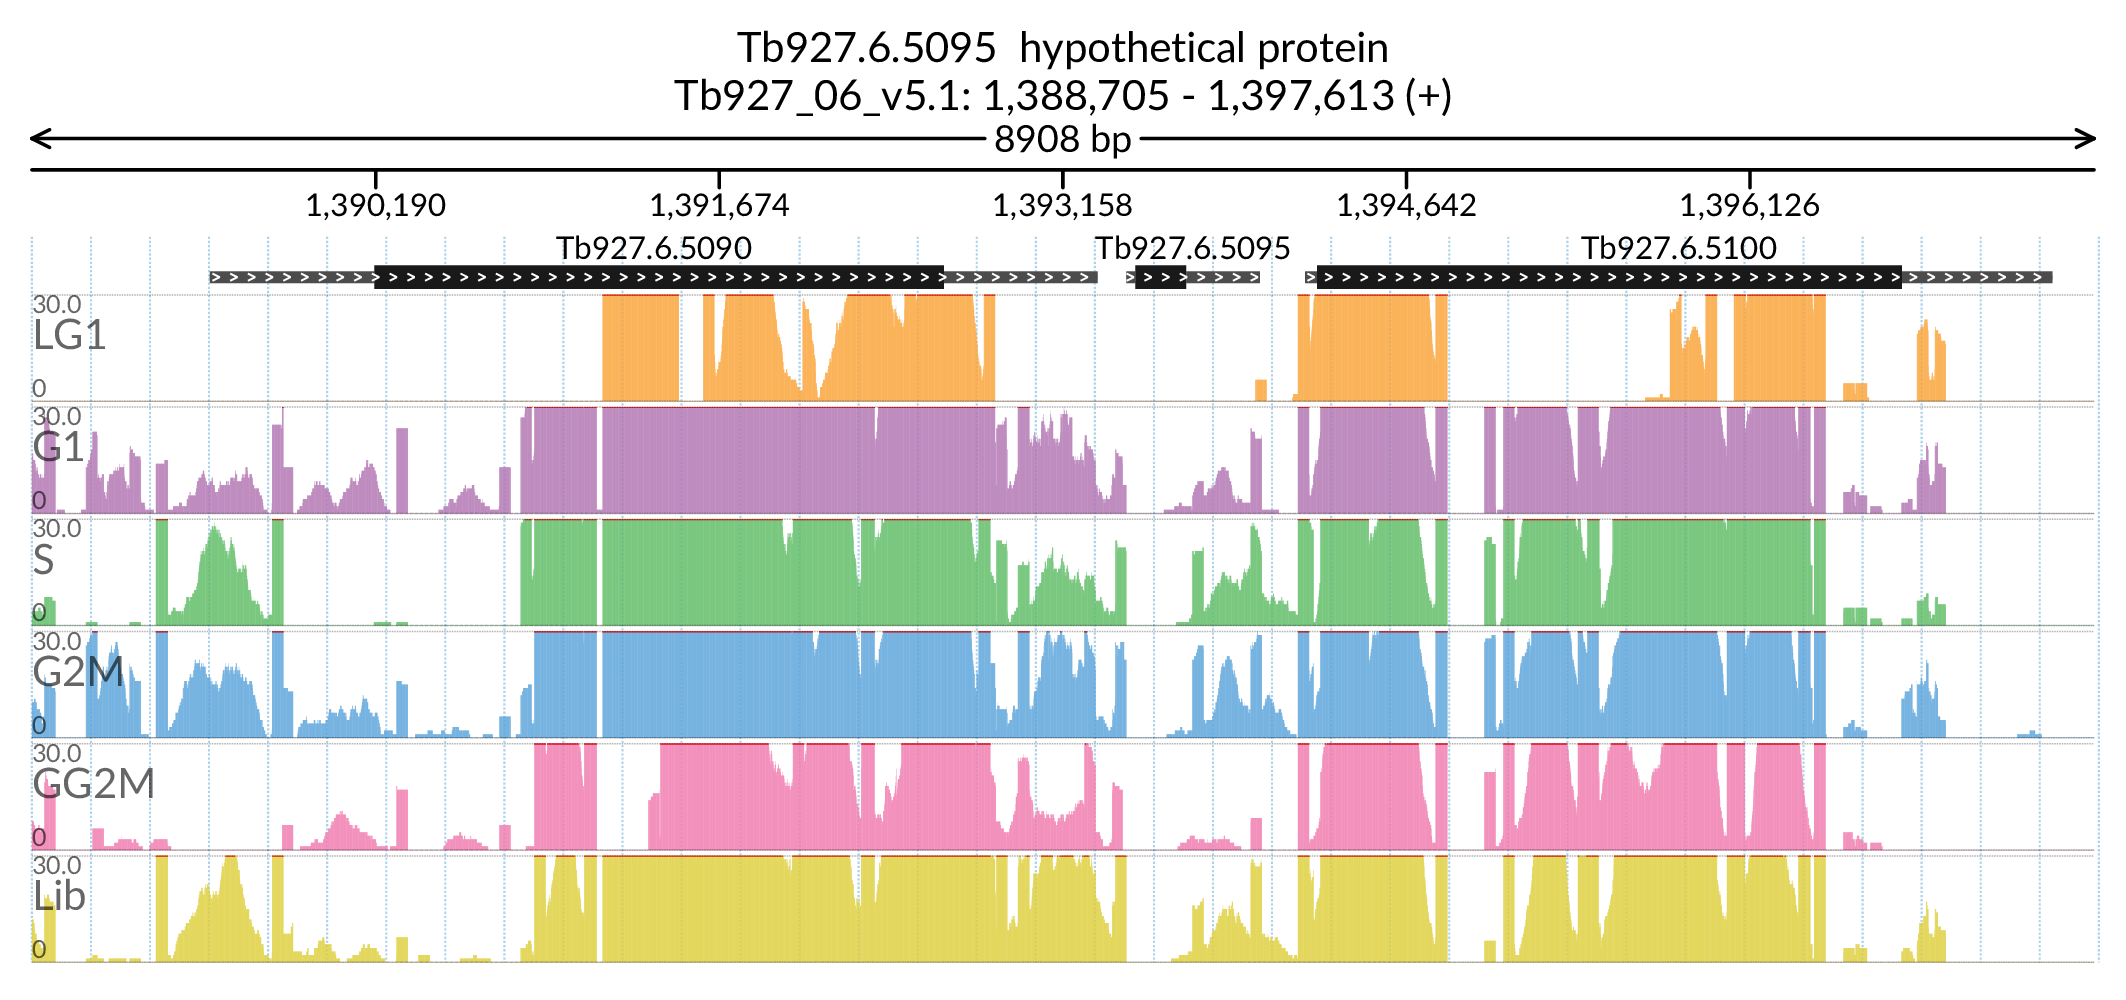 Tb927.6.5095  hypothetical protein
Tb927_06_v5.1: 1,388,705 - 1,397,613 (+)
8908 bp
1,390,190 1,391,674 1,393,158 1,394,642 1,396,126
Tb927.6.5090 Tb927.6.5095 Tb927.6.5100
30.0
LG1
0
30.0
G1
0
30.0
S
0
30.0
G2M
0
30.0
GG2M
0
30.0
Lib
0